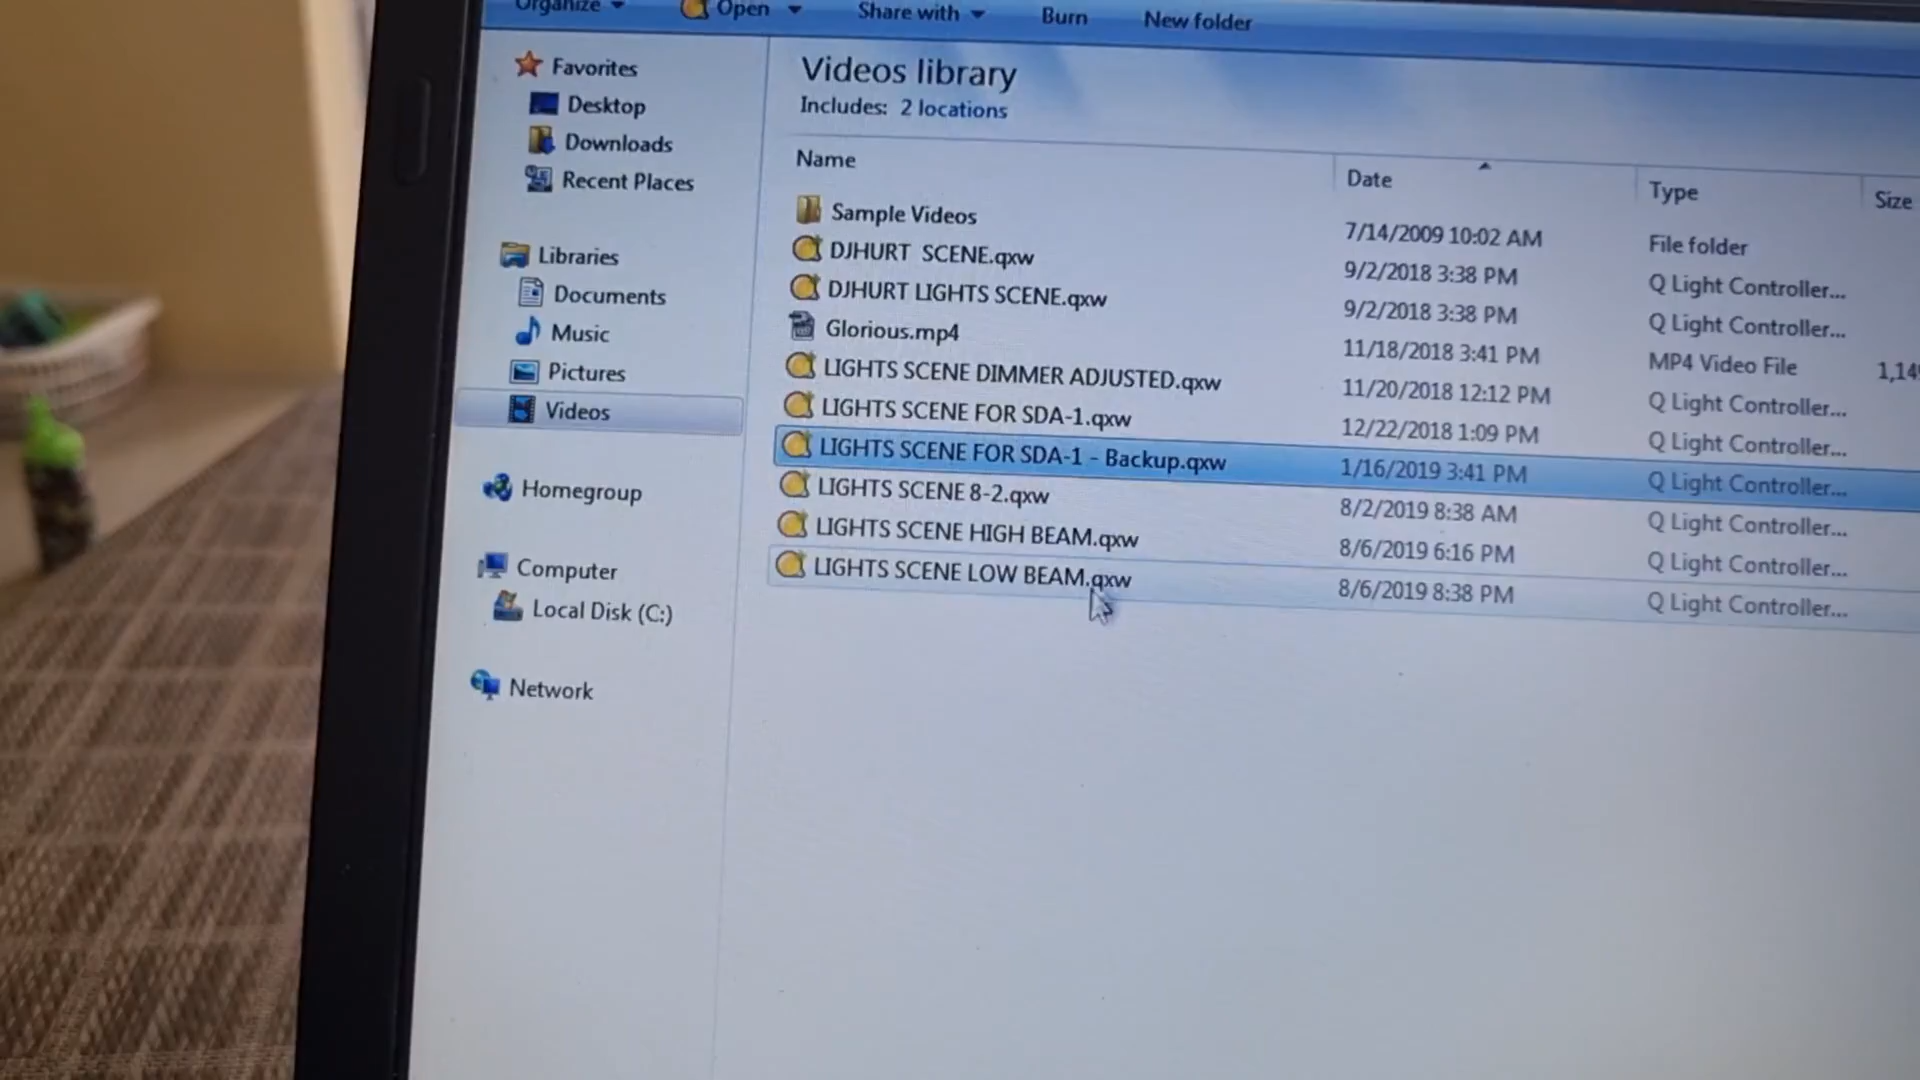 Organize Open Share with Burn New folder
Favorites
Desktop
Downloads
Recent Places
Libraries
Documents
Music
Pictures
Videos
Homegroup
Computer
Local Disk (C:)
Network
Videos library
Includes: 2 locations
Name Date Type Size
Sample Videos 7/14/2009 10:02 AM File folder
DJHURT SCENE.qxw 9/2/2018 3:38 PM Q Light Controller...
DJHURT LIGHTS SCENE.qxw 9/2/2018 3:38 PM Q Light Controller...
Glorious.mp4 11/18/2018 3:41 PM MP4 Video File 1,14
LIGHTS SCENE DIMMER ADJUSTED.qxw 11/20/2018 12:12 PM Q Light Controller...
LIGHTS SCENE FOR SDA-1.qxw 12/22/2018 1:09 PM Q Light Controller...
LIGHTS SCENE FOR SDA-1 - Backup.qxw 1/16/2019 3:41 PM Q Light Controller...
LIGHTS SCENE 8-2.qxw 8/2/2019 8:38 AM Q Light Controller...
LIGHTS SCENE HIGH BEAM.qxw 8/6/2019 6:16 PM Q Light Controller...
LIGHTS SCENE LOW BEAM.qxw 8/6/2019 8:38 PM Q Light Controller...